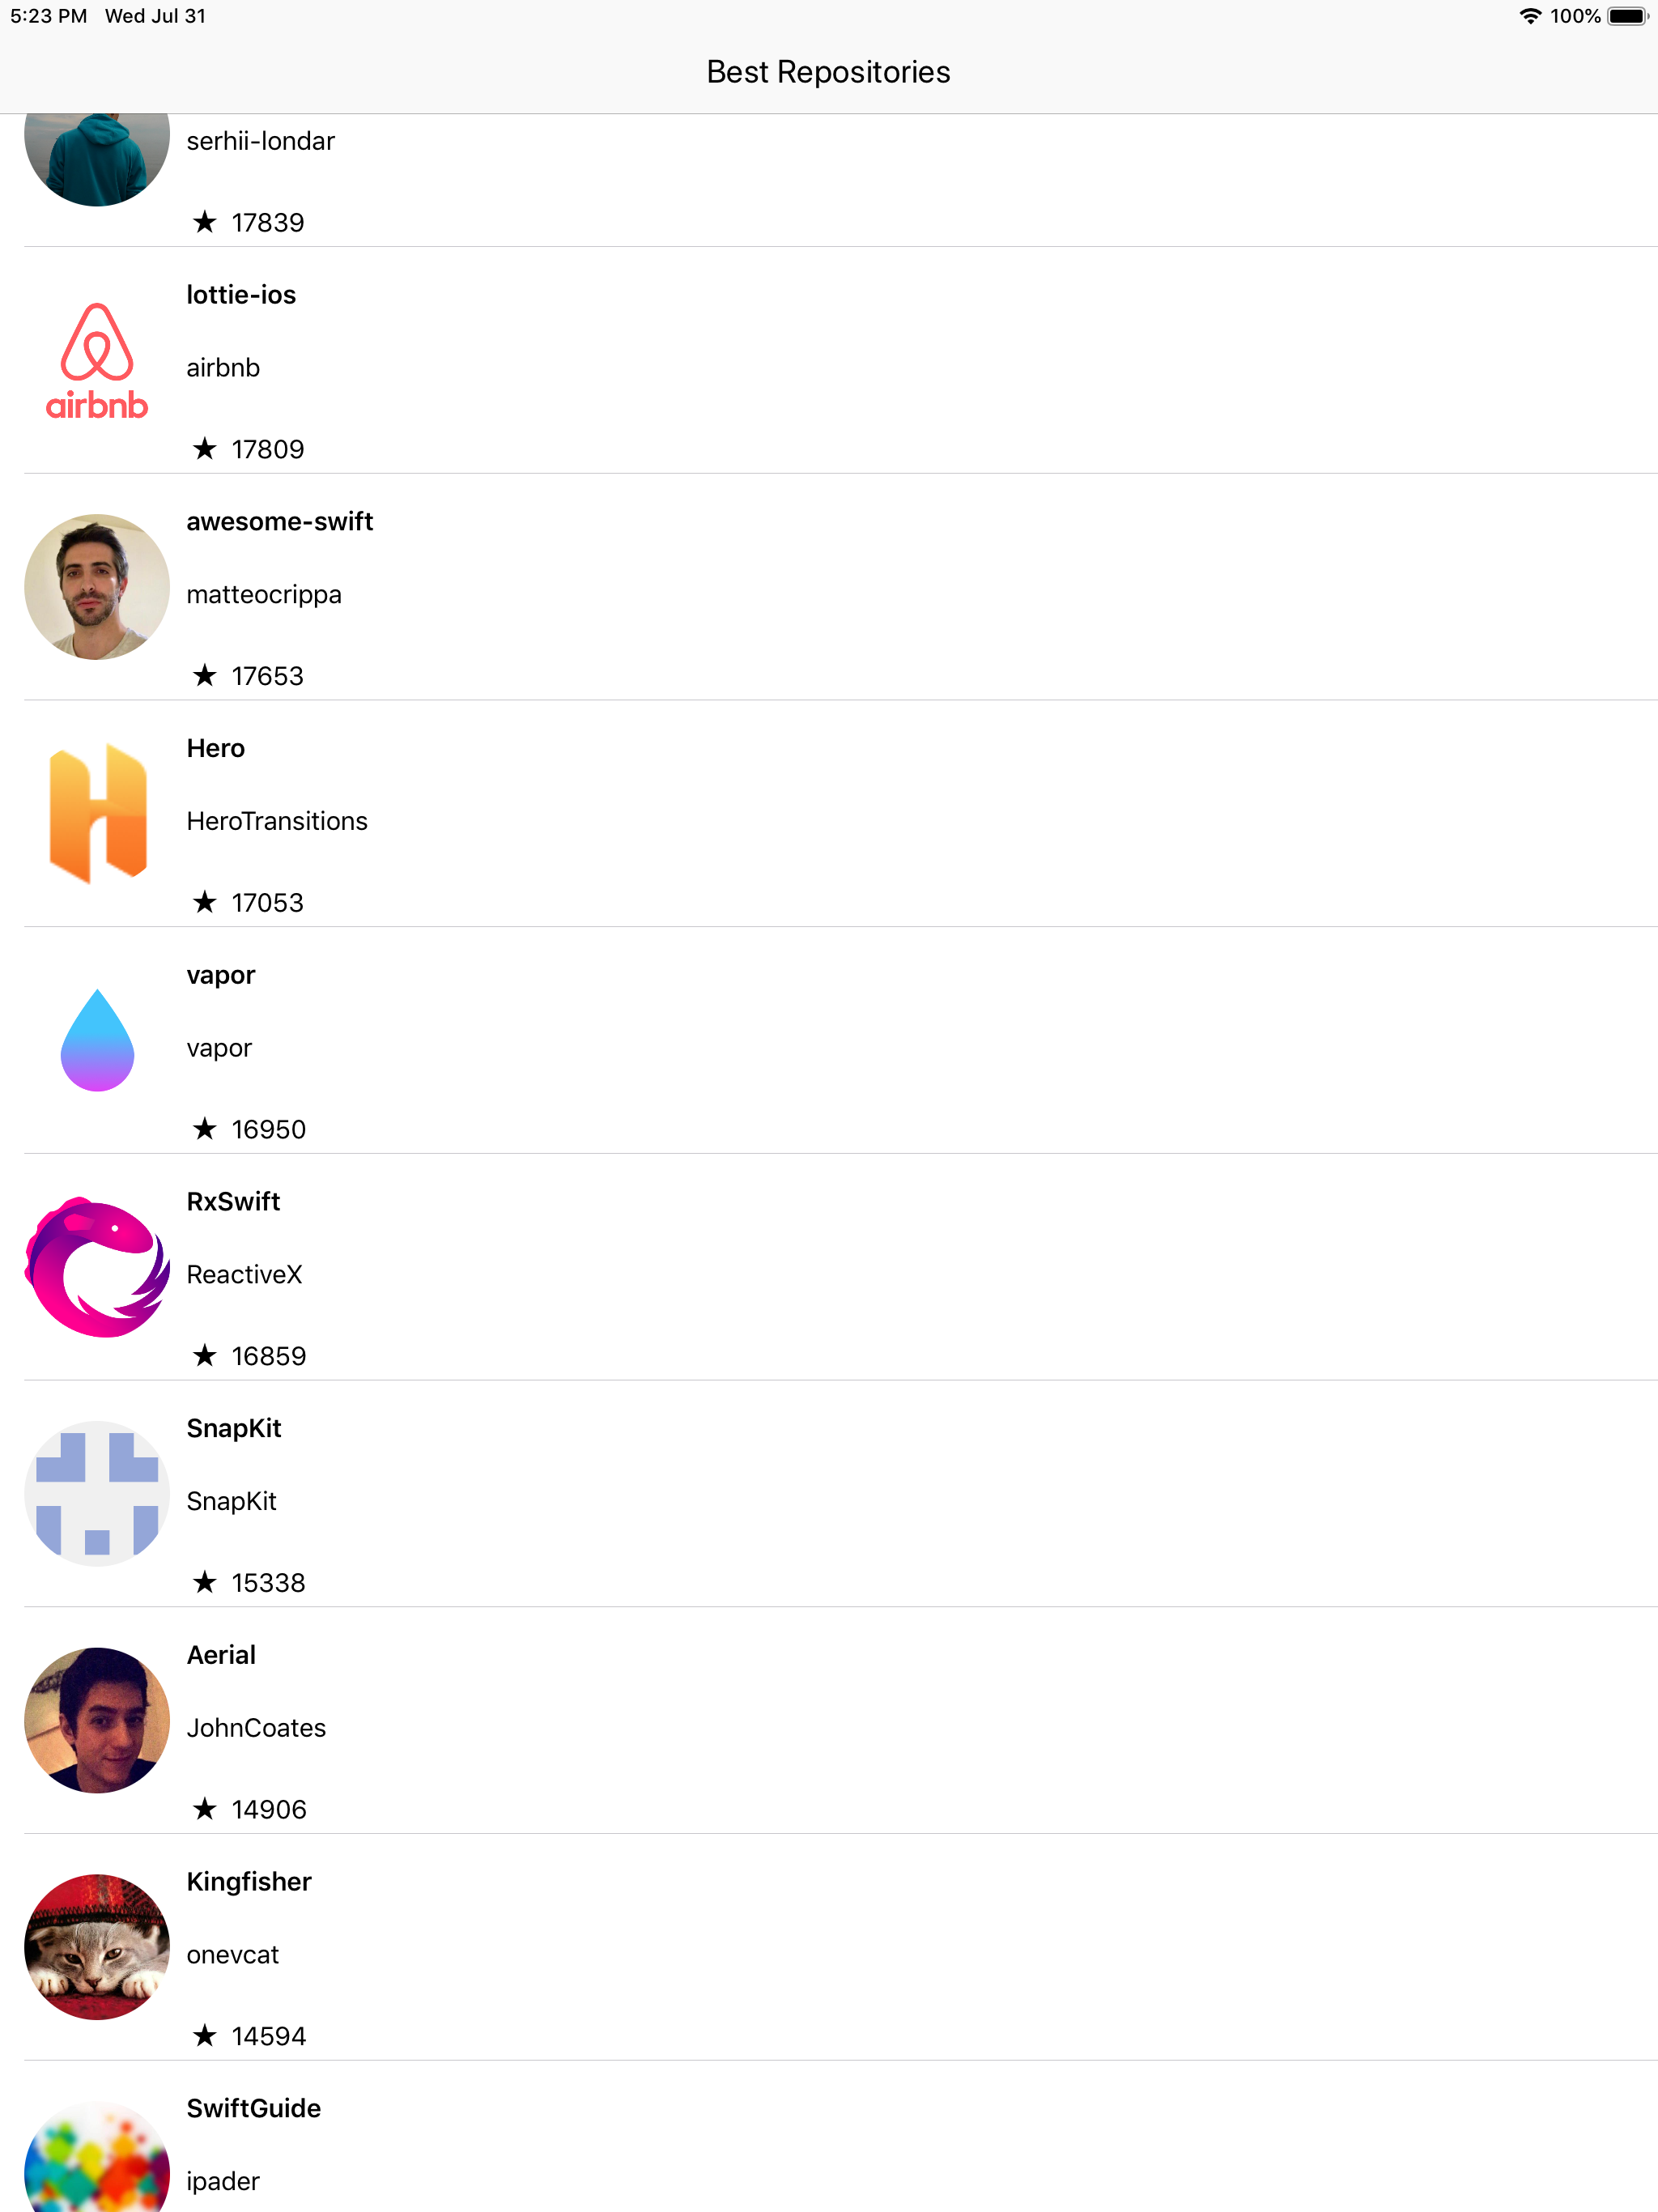 5:23 PM Wed Jul 31 100%
Best Repositories
serhii-londar
★ 17839
lottie-ios
airbnb
airbnb
★ 17809
awesome-swift
matteocrippa
★ 17653
Hero
HeroTransitions
★ 17053
vapor
vapor
★ 16950
RxSwift
ReactiveX
★ 16859
SnapKit
SnapKit
★ 15338
Aerial
JohnCoates
★ 14906
Kingfisher
onevcat
★ 14594
SwiftGuide
ipader